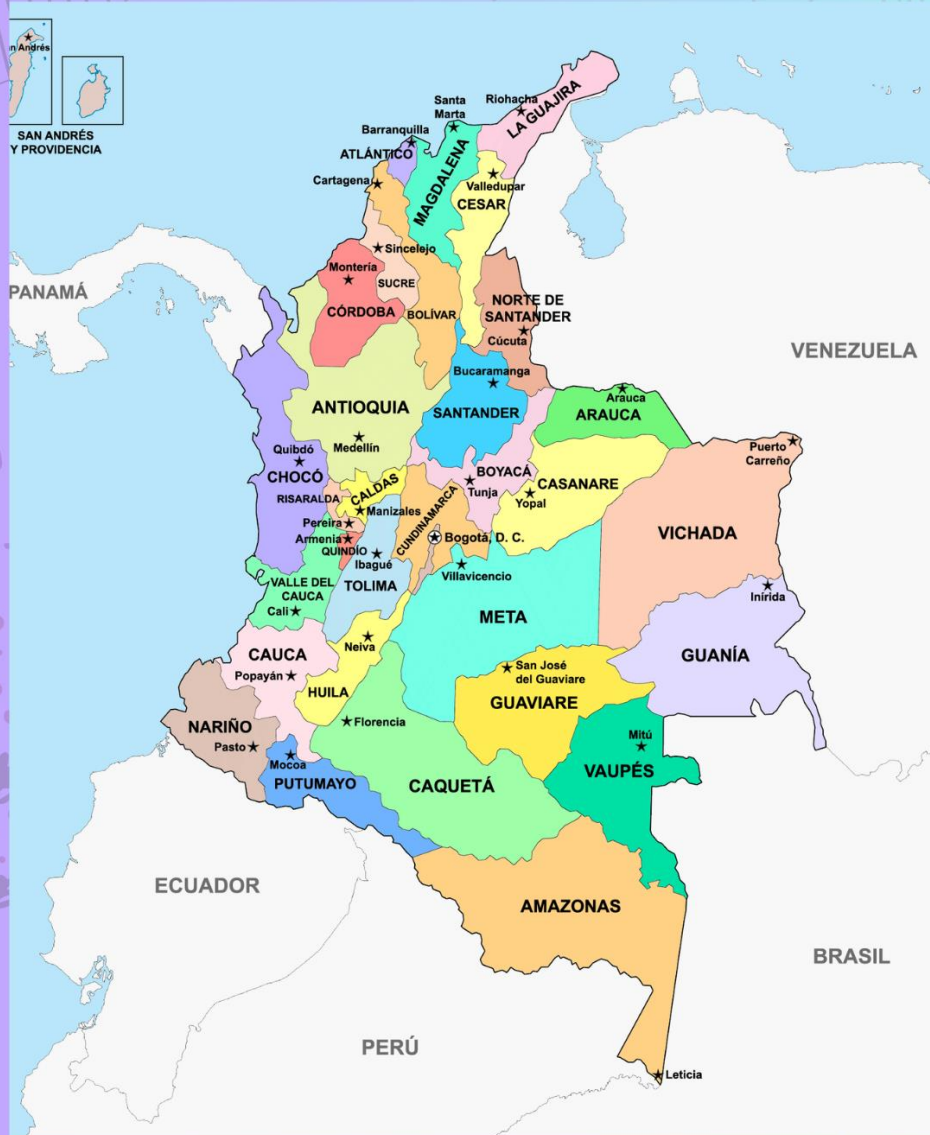 n Andrés
SAN ANDRÉS
Y PROVIDENCIA
Santa
Marta
Riohacha
LA GUAJIRA
Barranquilla
ATLÁNTICO
MAGDALENA
Cartagena
Valledupar
CESAR
Sincelejo
Montería
SUCRE
PANAMÁ
CÓRDOBA
BOLÍVAR
NORTE DE
SANTANDER
Cúcuta
VENEZUELA
Bucaramanga
ANTIOQUIA
SANTANDER
Arauca
ARAUCA
Medellín
Quibdó
CHOCÓ
BOYACÁ
Tunja
CASANARE
Yopal
Puerto
Carreño
RISARALDA
CALDAS
Manizales
CUNDINAMARCA
Pereira
Armenia
QUINDÍO
Bogotá, D. C.
VICHADA
Ibagué
TOLIMA
Villavicencio
VALLE DEL
CAUCA
Cali
Inírida
META
Neiva
CAUCA
Popayán
HUILA
San José
del Guaviare
GUAVIARE
GUANÍA
NARIÑO
Pasto
Florencia
Mitú
VAUPÉS
Mocoa
PUTUMAYO
CAQUETÁ
ECUADOR
AMAZONAS
BRASIL
PERÚ
Leticia